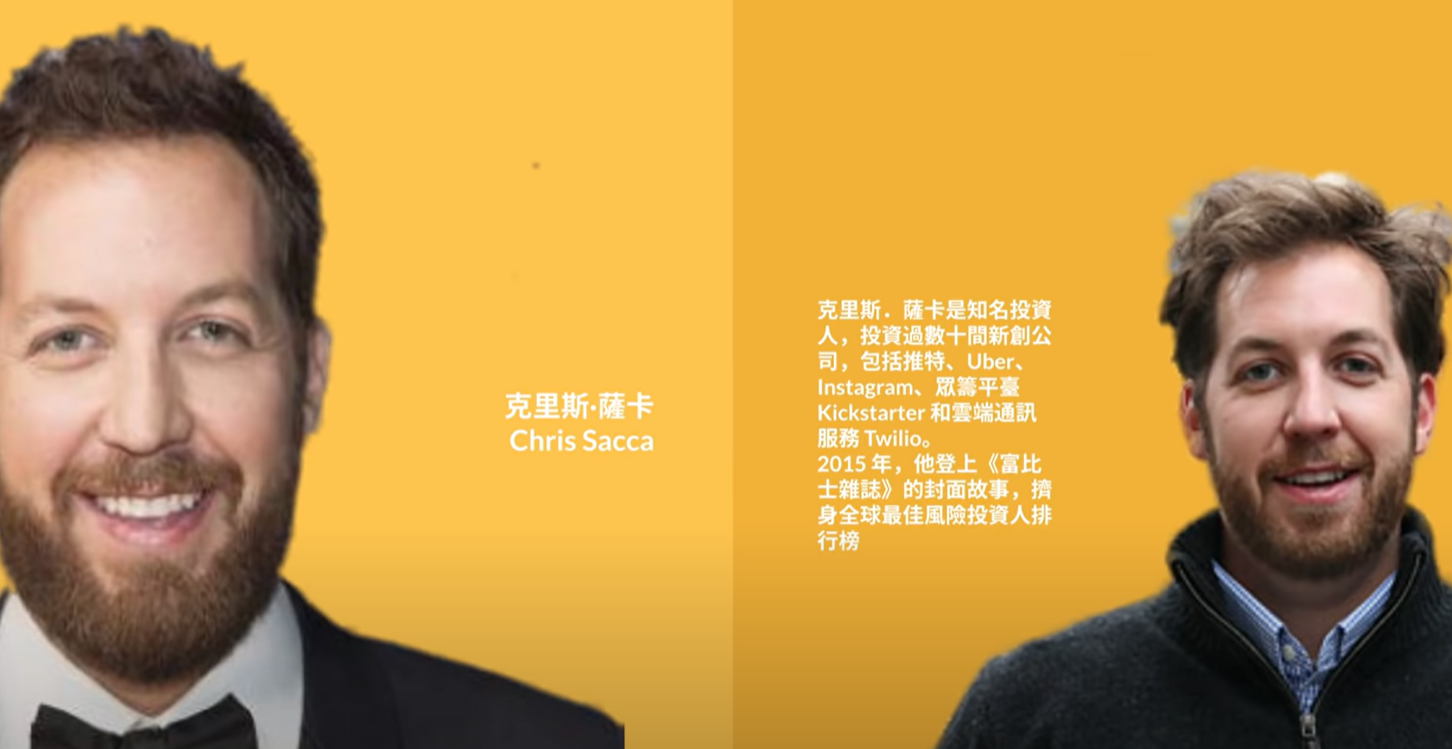 克里斯·薩卡
Chris Sacca
克里斯．薩卡是知名投資
人，投資過數十間新創公
司，包括推特、Uber、
Instagram、眾籌平臺
Kickstarter 和雲端通訊
服務 Twilio。
2015 年，他登上《富比
士雜誌》的封面故事，擠
身全球最佳風險投資人排
行榜